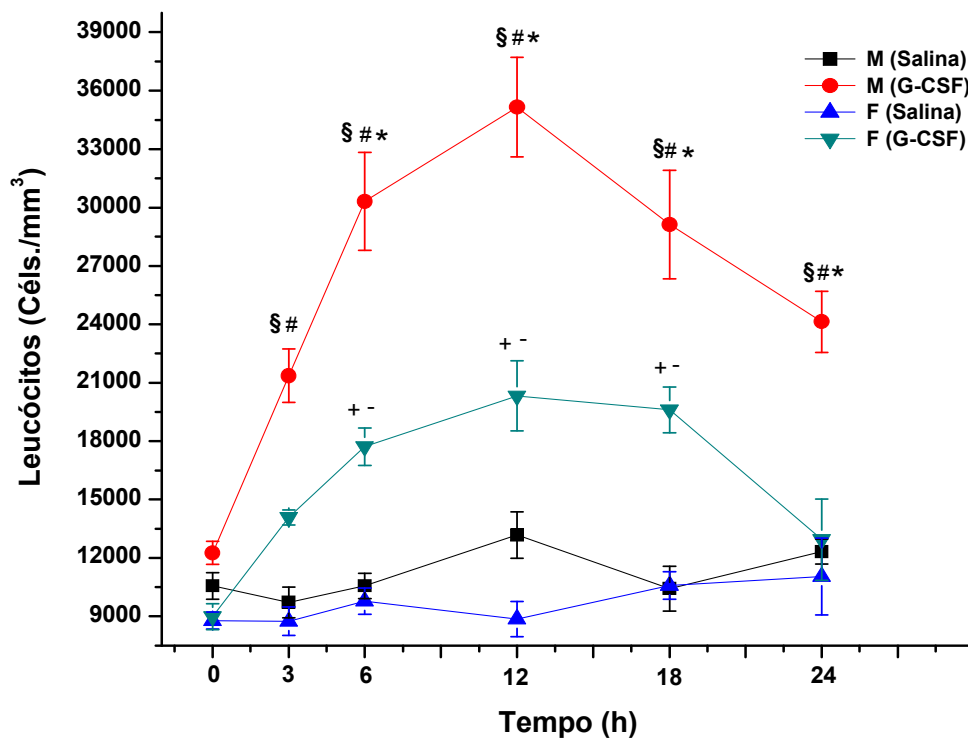 Leucócitos (Céls./mm³)
39000
36000
33000
30000
27000
24000
21000
18000
15000
12000
9000
§ # *
§ # *
§ # *
§ # *
§ #
+ -
+ -
+ -
M (Salina)
M (G-CSF)
F (Salina)
F (G-CSF)
0 3 6 12 18 24
Tempo (h)